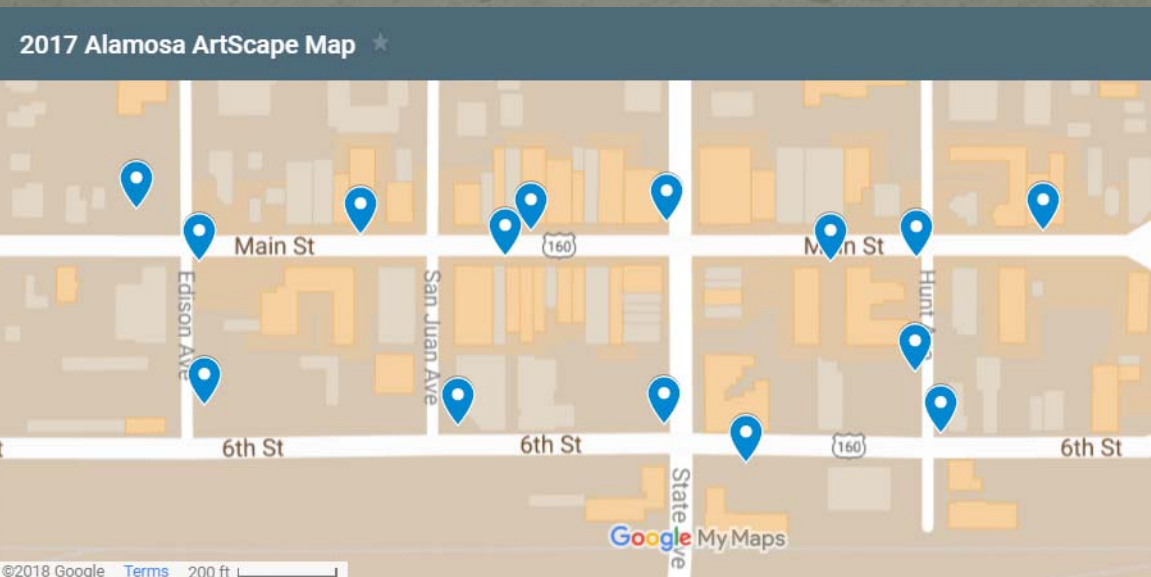 2017 Alamosa ArtScape Map
Main St
160
Main St
Edison Ave
San Juan Ave
Hunt Ave
6th St
6th St
160
6th St
State Ave
Google My Maps
©2018 Google Terms 200 ft